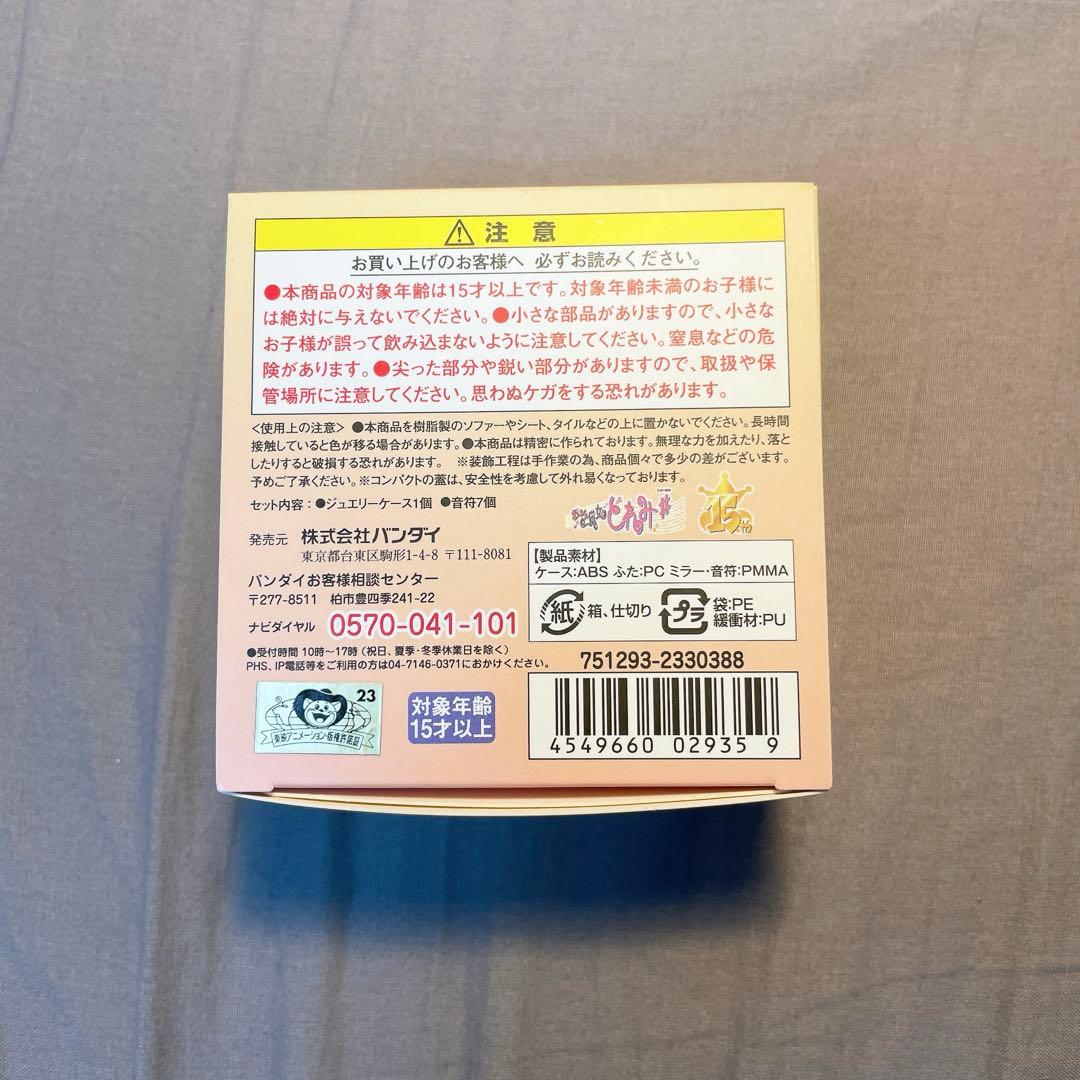 ⚠ 注意
お買い上げのお客様へ 必ずお読みください。
●本商品の対象年齢は15才以上です。対象年齢未満のお子様に
は絶対に与えないでください。●小さな部品がありますので、小さな
お子様が誤って飲み込まないように注意してください。窒息などの危
険があります。●尖った部分や鋭い部分がありますので、取扱や保
管場所に注意してください。思わぬケガをする恐れがあります。
<使用上の注意> ●本商品を樹脂製のソファーやシート、タイルなどの上に置かないでください。長時間
接触していると色が移る場合があります。●本商品は精密に作られております。無理な力を加えたり、落と
したりすると破損する恐れがあります。 ※装飾工程は手作業の為、商品個々で多少の差がございます。
予めご了承ください。※コンパクトの蓋は、安全性を考慮して外れ易くなっております。
セット内容:●ジュエリーケース1個 ●音符7個
おジャ魔女どれみ#
15th
発売元 株式会社バンダイ
東京都台東区駒形1-4-8 〒111-8081
バンダイお客様相談センター
〒277-8511 柏市豊四季241-22
ナビダイヤル 0570-041-101
●受付時間 10時〜17時(祝日、夏季・冬季休業日を除く)
PHS、IP電話等をご利用の方は04-7146-0371におかけください。
【製品素材】
ケース:ABS ふた:PC ミラー・音符:PMMA
紙 箱、仕切り
プラ 袋:PE
緩衝材:PU
751293-2330388
4549660 02935 9
23
東映アニメーション・版権許諾証
対象年齢
15才以上